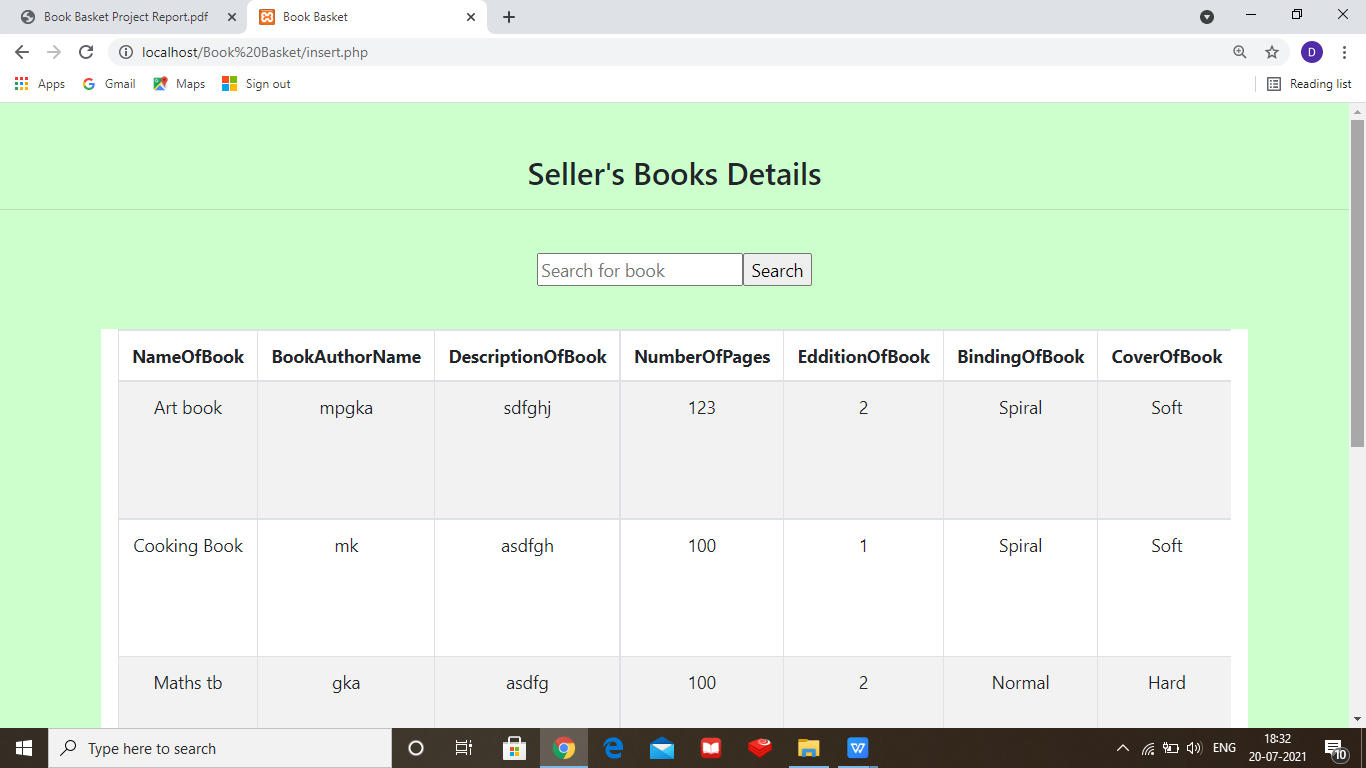 Book Basket Project Report.pdf
Book Basket
localhost/Book%20Basket/insert.php
D
Apps
Gmail
Maps
Sign out
Reading list
Seller's Books Details
Search for book Search
NameOfBook BookAuthorName DescriptionOfBook NumberOfPages EdditionOfBook BindingOfBook CoverOfBook
Art book mpgka sdfghj 123 2 Spiral Soft
Cooking Book mk asdfgh 100 1 Spiral Soft
Maths tb gka asdfg 100 2 Normal Hard
Type here to search
ENG
18:32
20-07-2021
10